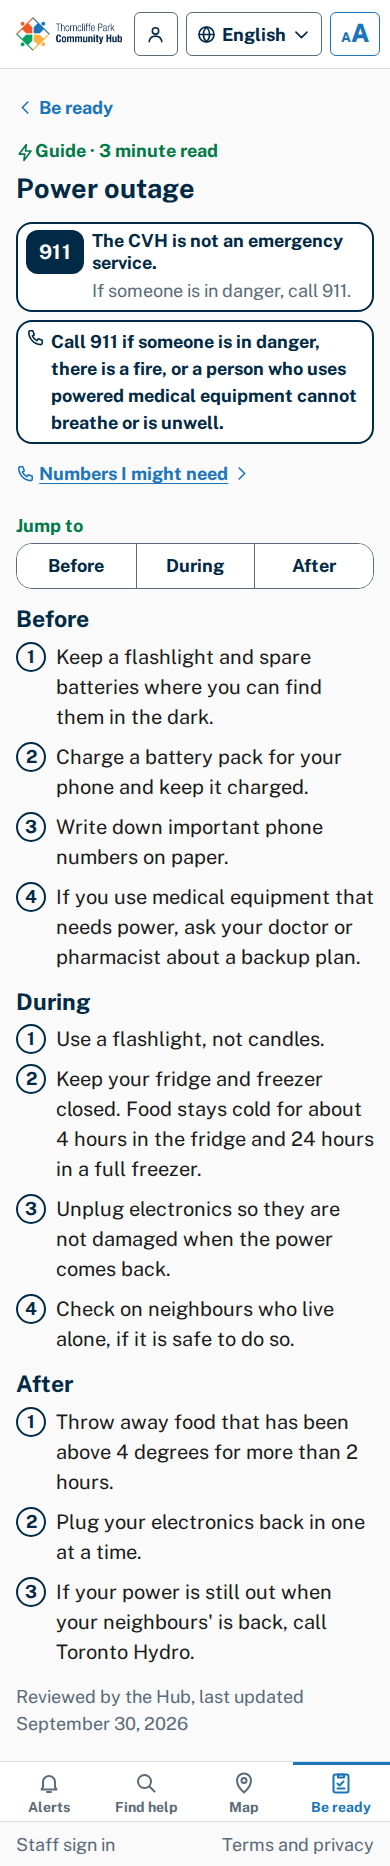 Thorncliffe Park
Community Hub
English
AA
Be ready
Guide · 3 minute read
Power outage
911
The CVH is not an emergency
service.
If someone is in danger, call 911.
Call 911 if someone is in danger,
there is a fire, or a person who uses
powered medical equipment cannot
breathe or is unwell.
Numbers I might need
Jump to
Before
During
After
Before
1 Keep a flashlight and spare
batteries where you can find
them in the dark.
2 Charge a battery pack for your
phone and keep it charged.
3 Write down important phone
numbers on paper.
4 If you use medical equipment that
needs power, ask your doctor or
pharmacist about a backup plan.
During
1 Use a flashlight, not candles.
2 Keep your fridge and freezer
closed. Food stays cold for about
4 hours in the fridge and 24 hours
in a full freezer.
3 Unplug electronics so they are
not damaged when the power
comes back.
4 Check on neighbours who live
alone, if it is safe to do so.
After
1 Throw away food that has been
above 4 degrees for more than 2
hours.
2 Plug your electronics back in one
at a time.
3 If your power is still out when
your neighbours' is back, call
Toronto Hydro.
Reviewed by the Hub, last updated
September 30, 2026
Alerts
Find help
Map
Be ready
Staff sign in
Terms and privacy